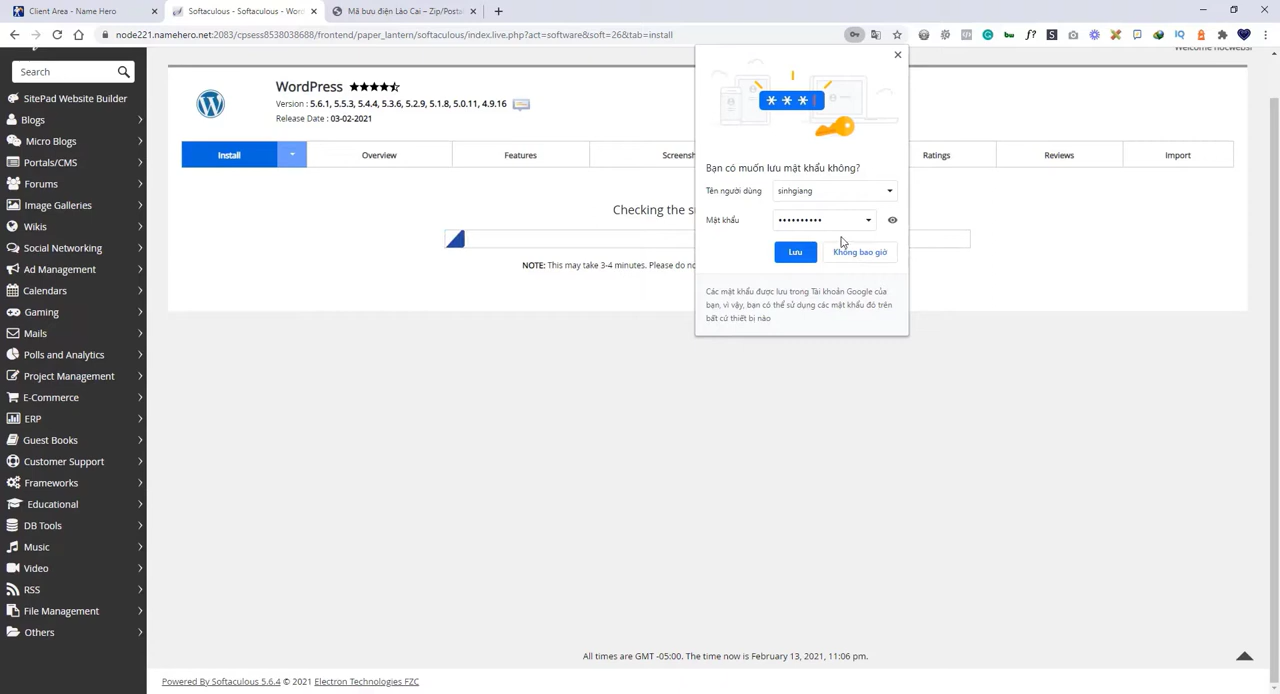 Client Area - Name Hero
Softaculous - Softaculous - Wor
Mã bưu điện Lào Cai – Zip/Posta
node221.namehero.net:2083/cpsess8538038688/frontend/paper_lantern/softaculous/index.live.php?act=software&soft=26&tab=install
Search
SitePad Website Builder
Blogs
Micro Blogs
Portals/CMS
Forums
Image Galleries
Wikis
Social Networking
Ad Management
Calendars
Gaming
Mails
Polls and Analytics
Project Management
E-Commerce
ERP
Guest Books
Customer Support
Frameworks
Educational
DB Tools
Music
Video
RSS
File Management
Others
WordPress
Version : 5.6.1, 5.5.3, 5.4.4, 5.3.6, 5.2.9, 5.1.8, 5.0.11, 4.9.16
Release Date : 03-02-2021
Install
Overview
Features
Screensh
Ratings
Reviews
Import
Checking the s
NOTE: This may take 3-4 minutes. Please do no
* * *
Bạn có muốn lưu mật khẩu không?
Tên người dùng
sinhgiang
Mật khẩu
••••••••••
Lưu
Không bao giờ
Các mật khẩu được lưu trong Tài khoản Google của
bạn, vì vậy, bạn có thể sử dụng các mật khẩu đó trên
bất cứ thiết bị nào
All times are GMT -05:00. The time now is February 13, 2021, 11:06 pm.
Powered By Softaculous 5.6.4 © 2021 Electron Technologies FZC